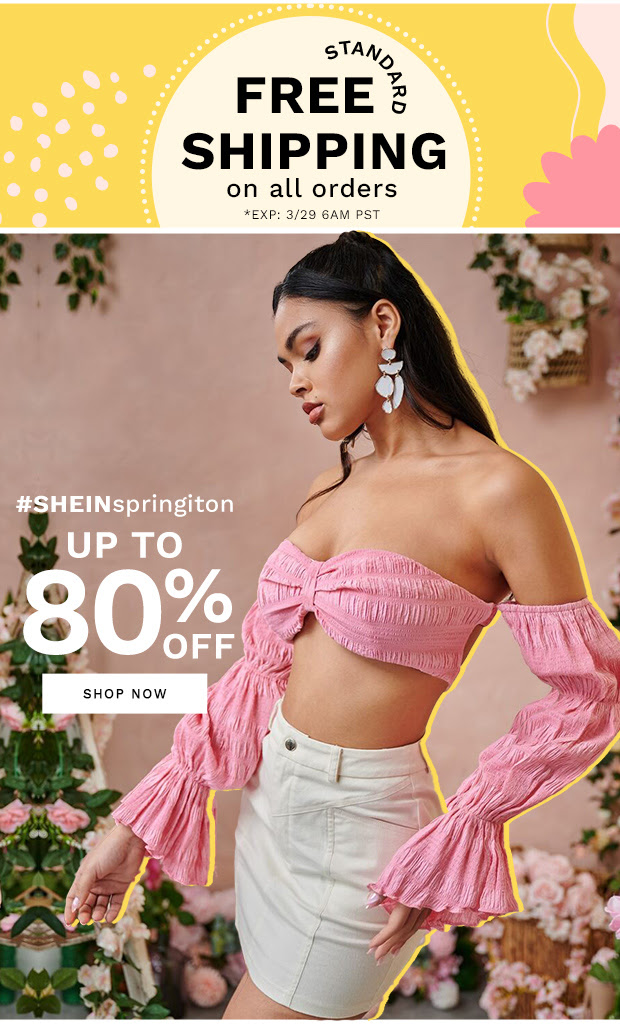 STANDARD
FREE
SHIPPING
on all orders
*EXP: 3/29 6AM PST
#SHEINspringiton
UP TO
80%
OFF
SHOP NOW